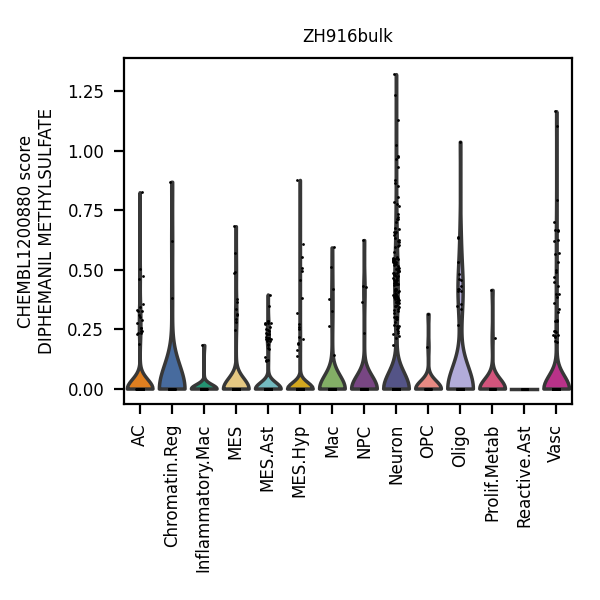 ZH916bulk
CHEMBL1200880 score
DIPHEMANIL METHYLSULFATE
1.25
1.00
0.75
0.50
0.25
0.00
AC
Chromatin.Reg
Inflammatory.Mac
MES
MES.Ast
MES.Hyp
Mac
NPC
Neuron
OPC
Oligo
Prolif.Metab
Reactive.Ast
Vasc